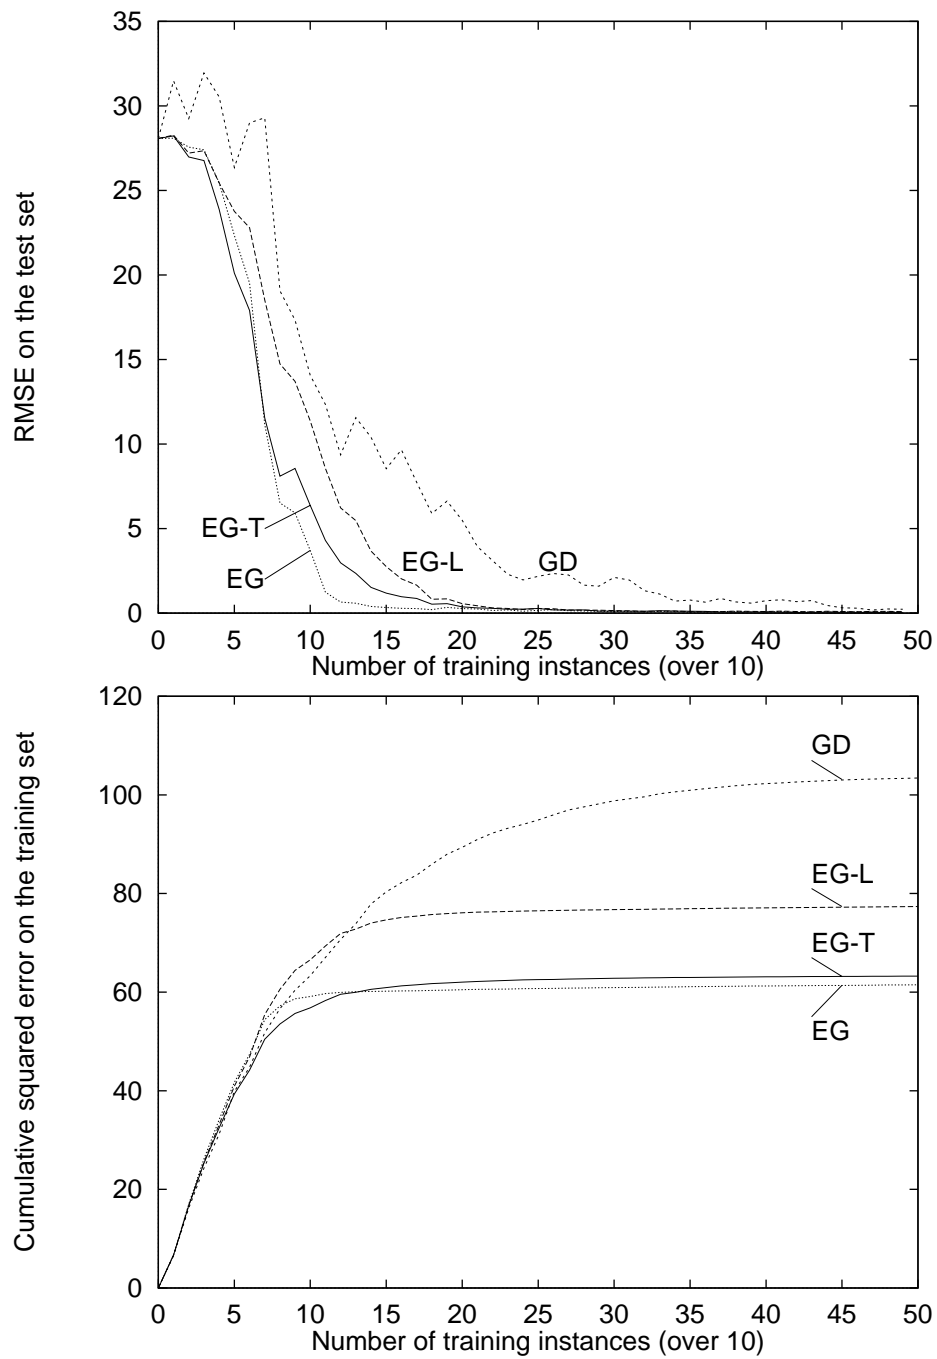 RMSE on the test set
35
30
25
20
15
10
5
0
EG-T
EG
EG-L
GD
0 5 10 15 20 25 30 35 40 45 50
Number of training instances (over 10)
Cumulative squared error on the training set
120
100
80
60
40
20
0
GD
EG-L
EG-T
EG
0 5 10 15 20 25 30 35 40 45 50
Number of training instances (over 10)